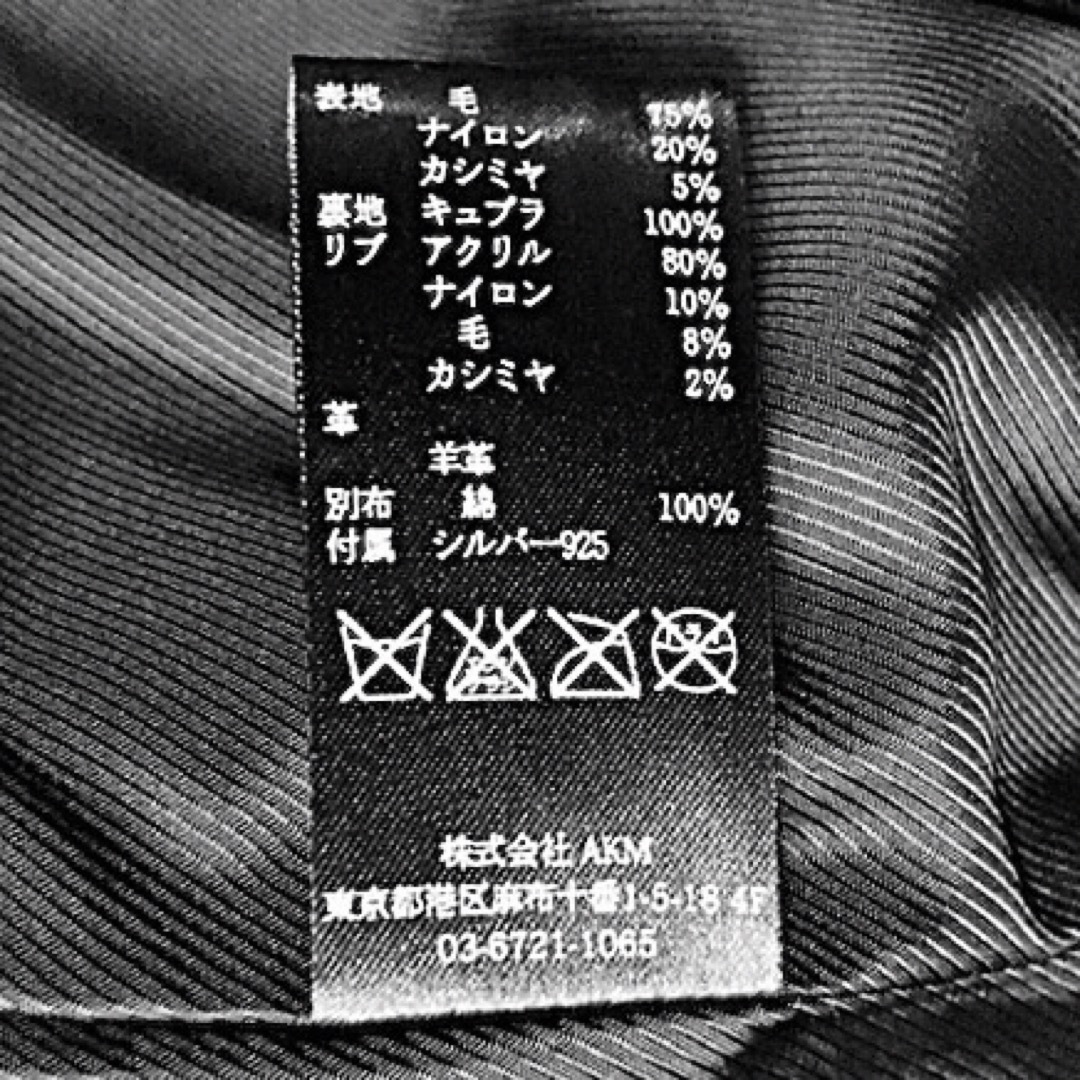 表地 毛 75%
ナイロン 20%
カシミヤ 5%
裏地 キュプラ 100%
リブ アクリル 80%
ナイロン 10%
毛 8%
カシミヤ 2%
革
羊革
別布 綿 100%
付属 シルバー925
株式会社 AKM
東京都港区麻布十番1-5-18 4F
03-6721-1065